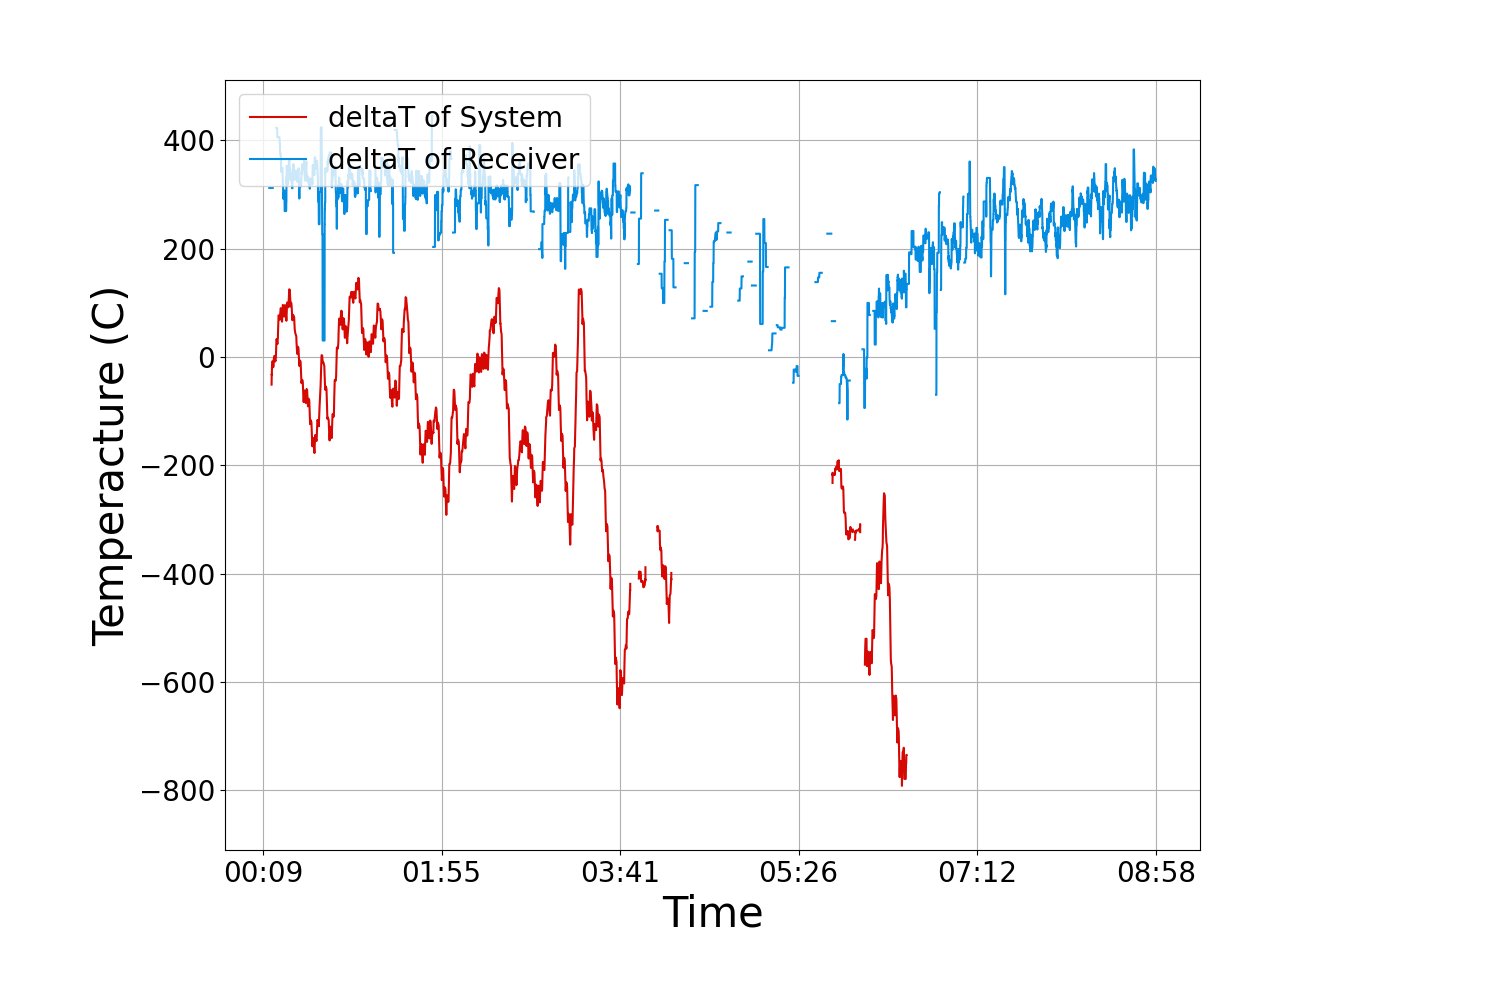 deltaT of System
deltaT of Receiver
400
200
0
−200
−400
−600
−800
Temperacture (C)
00:09 01:55 03:41 05:26 07:12 08:58
Time